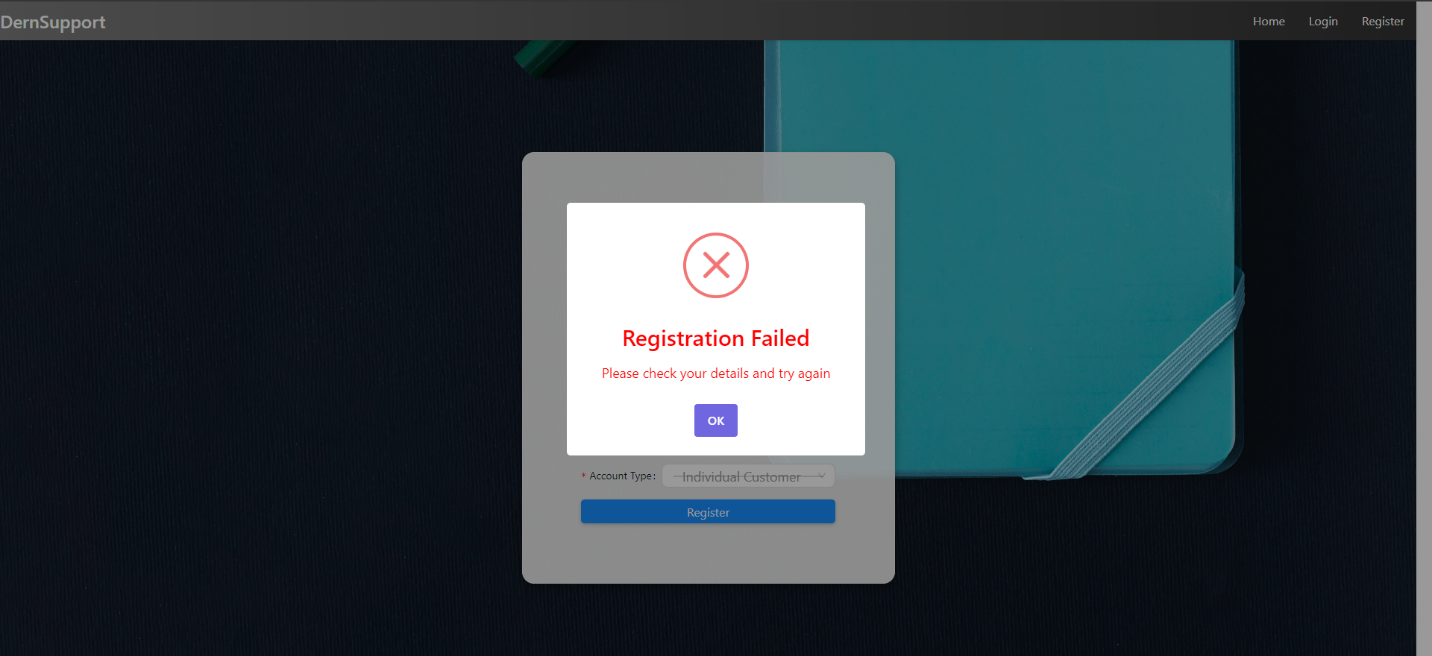 DernSupport
Home Login Register
Registration Failed
Please check your details and try again
OK
* Account Type: Individual Customer
Register